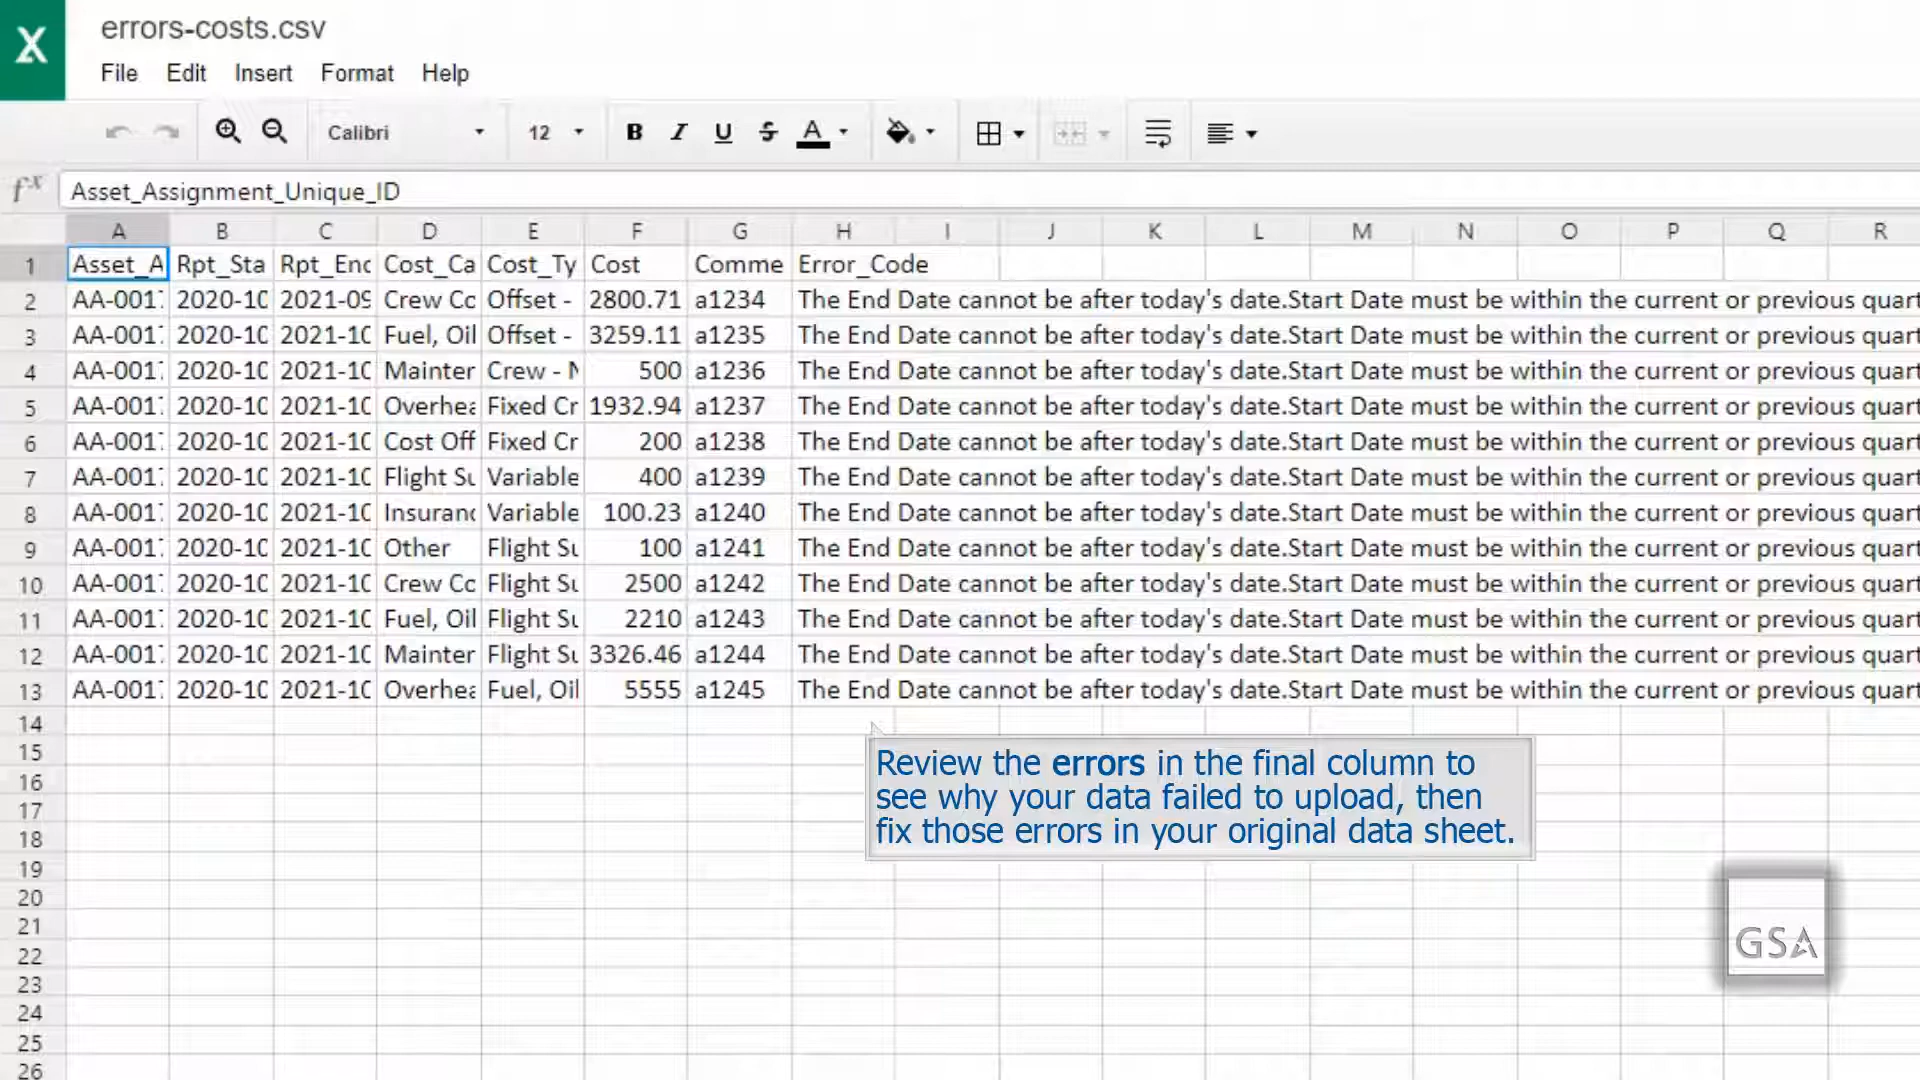 errors-costs.csv
File Edit Insert Format Help
Calibri 12 B I U S A
fx Asset_Assignment_Unique_ID
A B C D E F G H I J K L M N O P Q R
1 Asset_A Rpt_Sta Rpt_End Cost_Ca Cost_Ty Cost Comme Error_Code
2 AA-001 2020-10 2021-09 Crew Co Offset - 2800.71 a1234 The End Date cannot be after today's date.Start Date must be within the current or previous quart
3 AA-001 2020-10 2021-10 Fuel, Oil Offset - 3259.11 a1235 The End Date cannot be after today's date.Start Date must be within the current or previous quart
4 AA-001 2020-10 2021-10 Mainter Crew - N 500 a1236 The End Date cannot be after today's date.Start Date must be within the current or previous quart
5 AA-001 2020-10 2021-10 Overhea Fixed Cr 1932.94 a1237 The End Date cannot be after today's date.Start Date must be within the current or previous quart
6 AA-001 2020-10 2021-10 Cost Off Fixed Cr 200 a1238 The End Date cannot be after today's date.Start Date must be within the current or previous quart
7 AA-001 2020-10 2021-10 Flight Su Variable 400 a1239 The End Date cannot be after today's date.Start Date must be within the current or previous quart
8 AA-001 2020-10 2021-10 Insuranc Variable 100.23 a1240 The End Date cannot be after today's date.Start Date must be within the current or previous quart
9 AA-001 2020-10 2021-10 Other Flight Su 100 a1241 The End Date cannot be after today's date.Start Date must be within the current or previous quart
10 AA-001 2020-10 2021-10 Crew Co Flight Su 2500 a1242 The End Date cannot be after today's date.Start Date must be within the current or previous quart
11 AA-001 2020-10 2021-10 Fuel, Oil Flight Su 2210 a1243 The End Date cannot be after today's date.Start Date must be within the current or previous quart
12 AA-001 2020-10 2021-10 Mainter Flight Su 3326.46 a1244 The End Date cannot be after today's date.Start Date must be within the current or previous quart
13 AA-001 2020-10 2021-10 Overhea Fuel, Oil 5555 a1245 The End Date cannot be after today's date.Start Date must be within the current or previous quart
14
15
16
17
18
19
20
21
22
23
24
25
26
Review the errors in the final column to
see why your data failed to upload, then
fix those errors in your original data sheet.
GSA